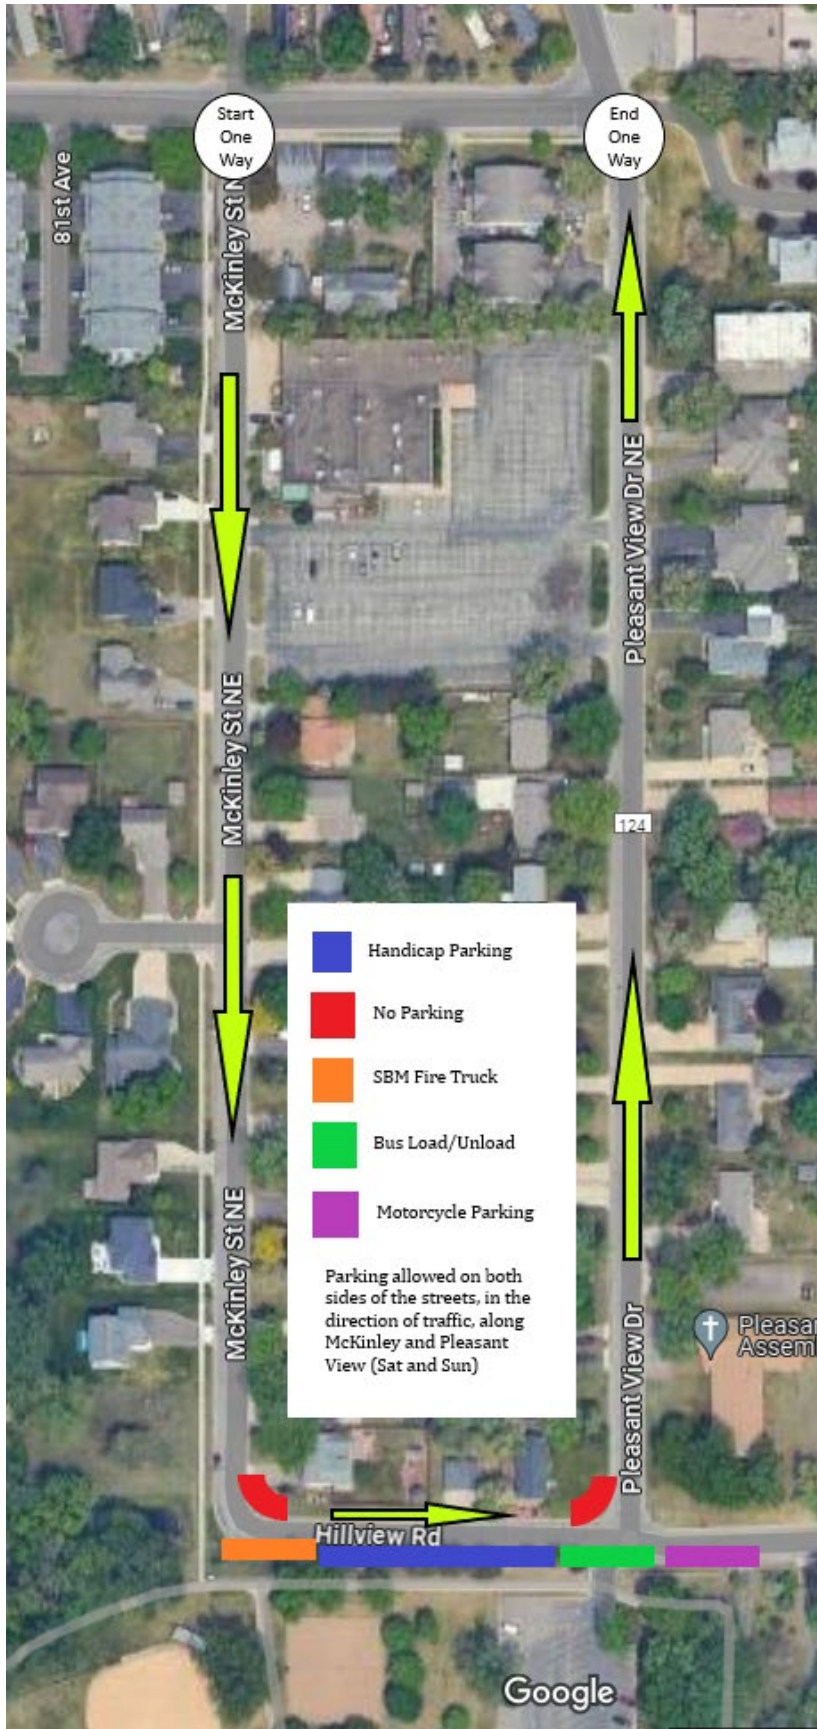 Start
One
Way
End
One
Way
81st Ave
McKinley St N
McKinley St NE
Pleasant View Dr NE
124
Handicap Parking
No Parking
SBM Fire Truck
Bus Load/Unload
Motorcycle Parking
Parking allowed on both
sides of the streets, in the
direction of traffic, along
McKinley and Pleasant
View (Sat and Sun)
McKinley St NE
Pleasant View Dr
Pleasa
Assem
Hillview Rd
Google